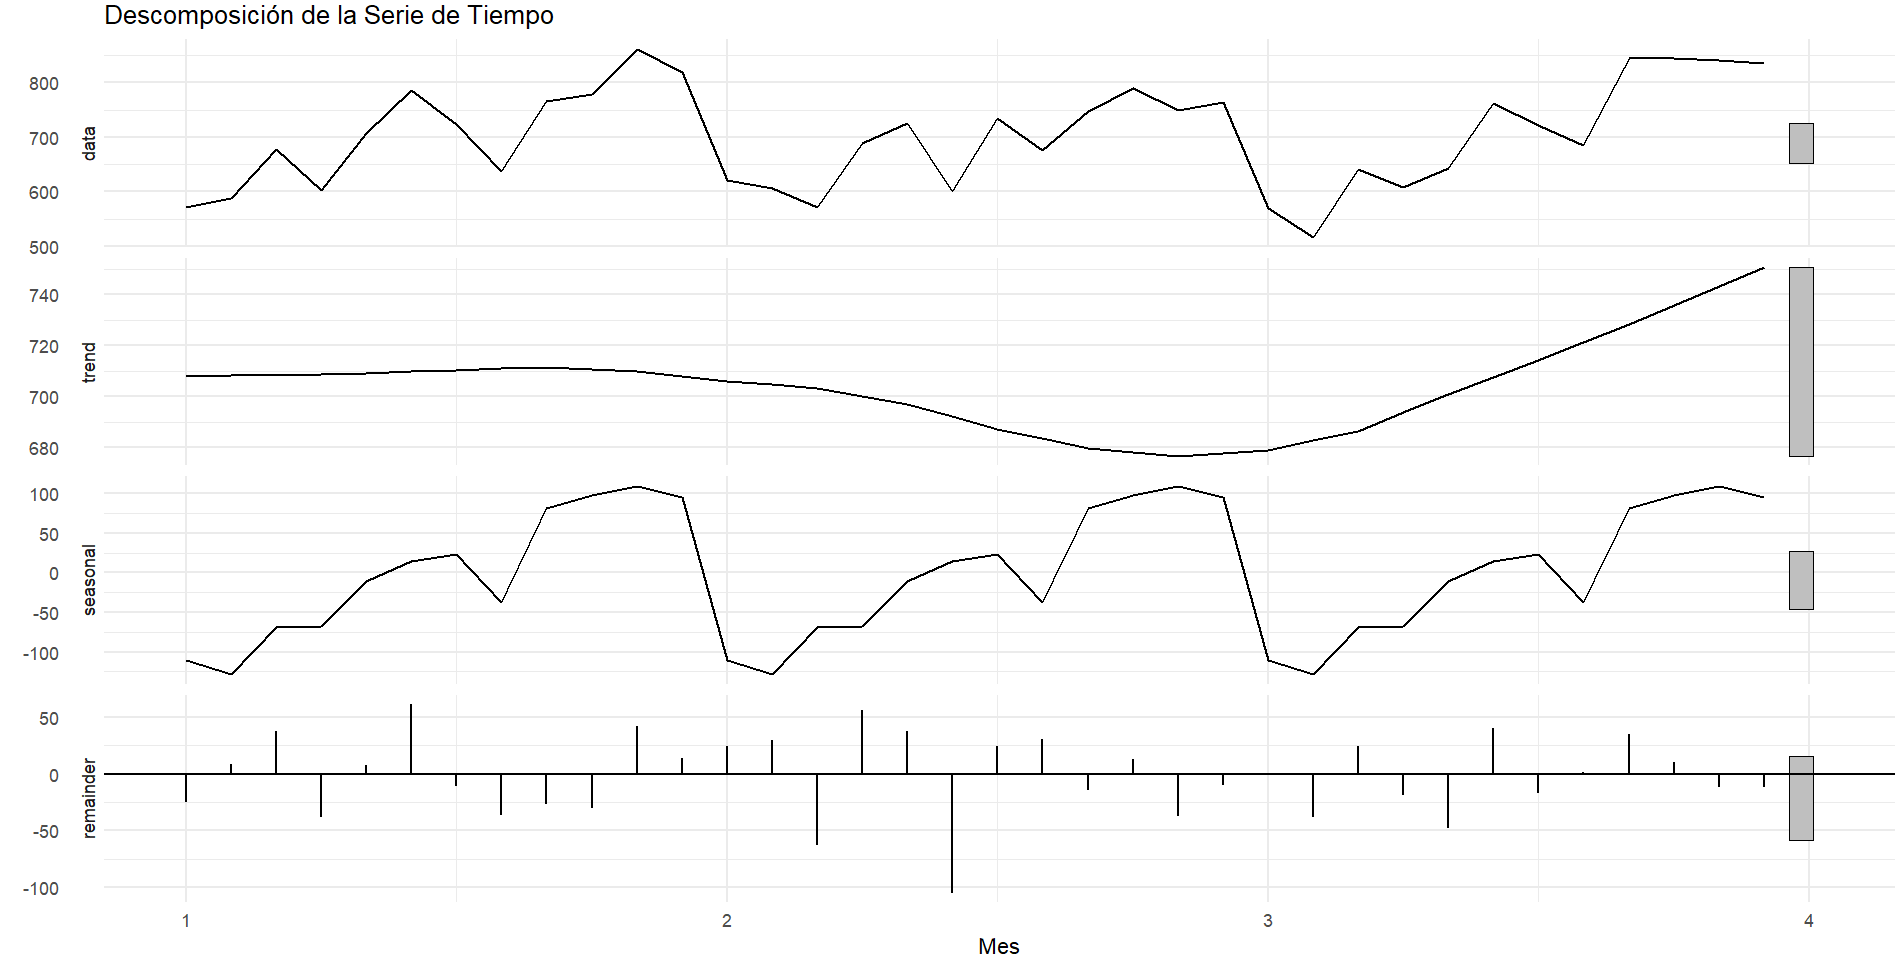 Descomposición de la Serie de Tiempo
800
700
600
500
data
740
720
700
680
trend
100
50
0
-50
-100
seasonal
50
0
-50
-100
remainder
1 2 3 4
Mes